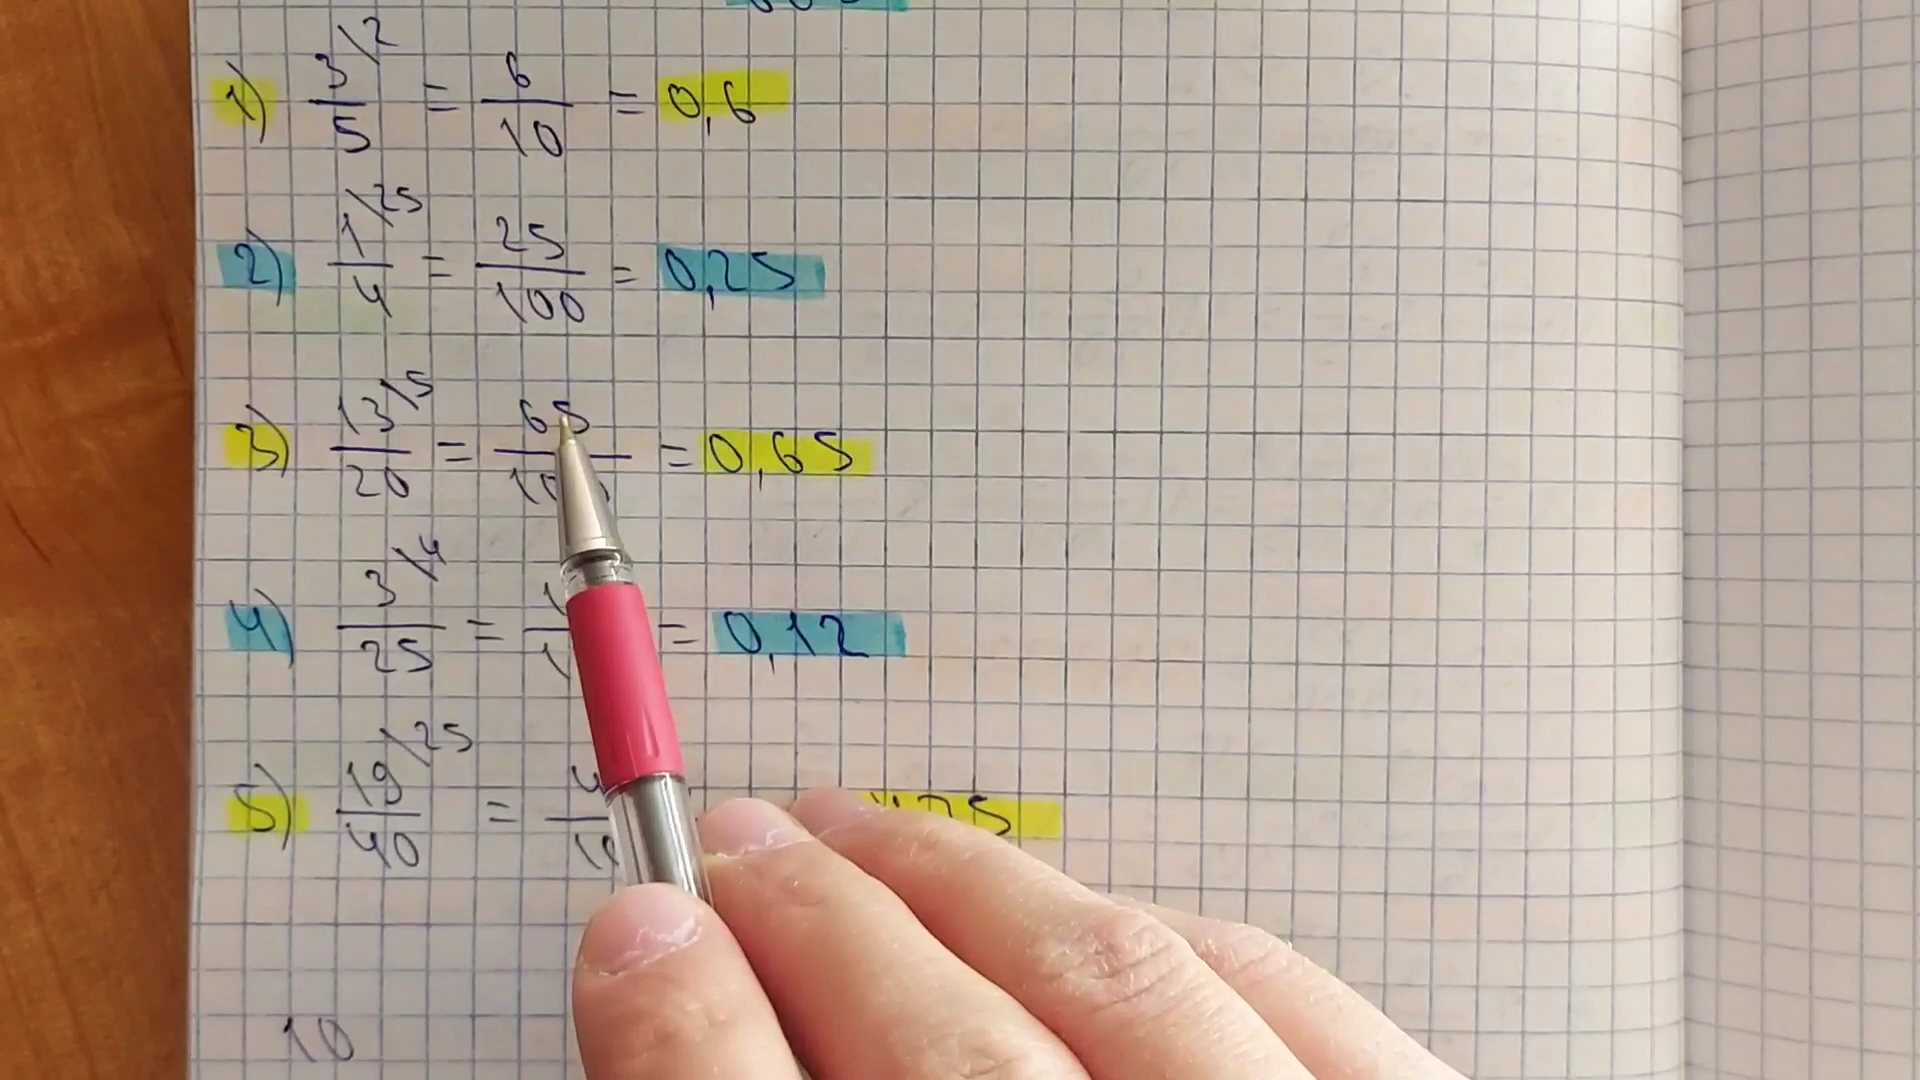 1) 3/5 \2 = 6/10 = 0,6
2) 1/4 \25 = 25/100 = 0,25
3) 13/20 \5 = 65/100 = 0,65
4) 3/25 \4 = = 0,12
5) 19/40 \25 =
10